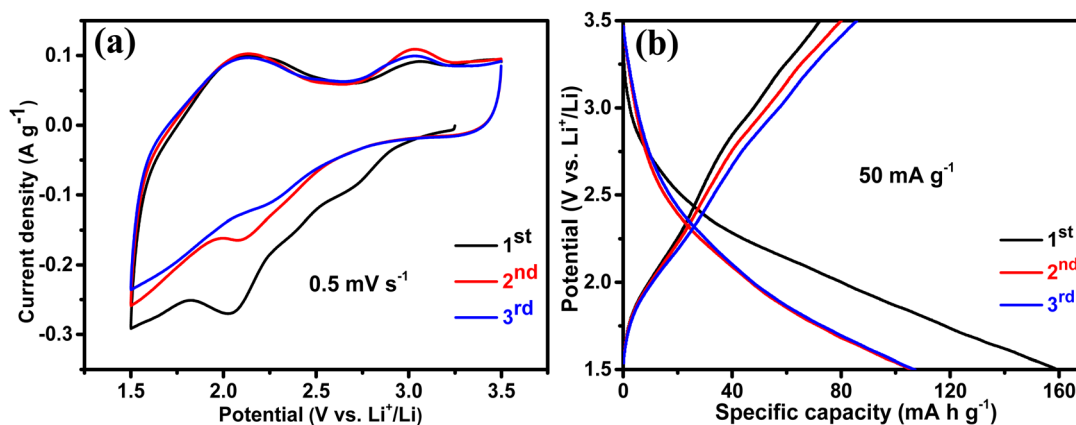 (a)
Current density (A g⁻¹)
0.1
0.0
-0.1
-0.2
-0.3
1ˢᵗ
2ⁿᵈ
3ʳᵈ
0.5 mV s⁻¹
1.5
2.0
2.5
3.0
3.5
Potential (V vs. Li⁺/Li)
(b)
Potential (V vs. Li⁺/Li)
3.5
3.0
2.5
2.0
1.5
50 mA g⁻¹
1ˢᵗ
2ⁿᵈ
3ʳᵈ
0
40
80
120
160
Specific capacity (mA h g⁻¹)